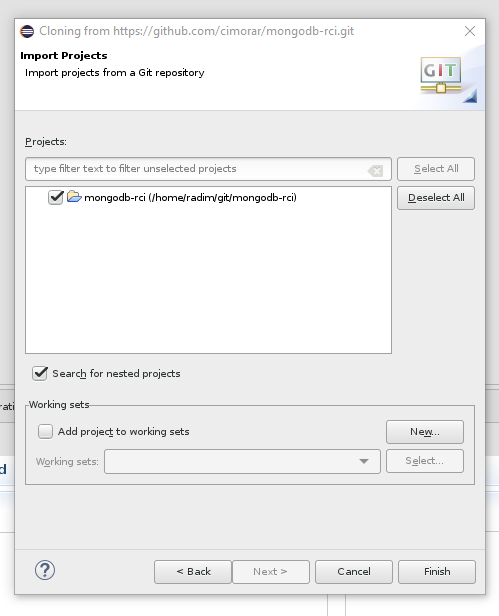 Cloning from https://github.com/cimorar/mongodb-rci.git
Import Projects
Import projects from a Git repository
GIT
Projects:
type filter text to filter unselected projects
Select All
mongodb-rci (/home/radim/git/mongodb-rci)
Deselect All
Search for nested projects
rati
Working sets
Add project to working sets
New...
d
Working sets:
Select...
?
< Back
Next >
Cancel
Finish